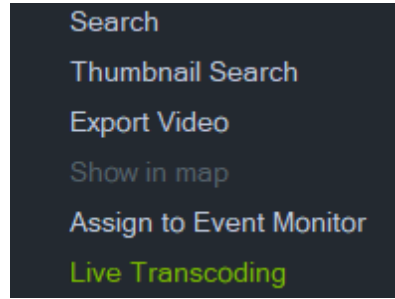 Search
Thumbnail Search
Export Video
Show in map
Assign to Event Monitor
Live Transcoding